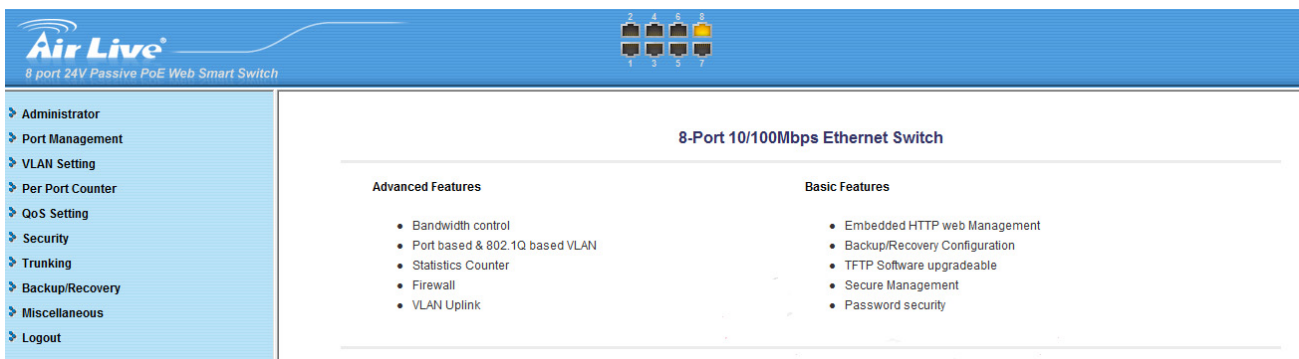 2 4 6 8
Air Live®
8 port 24V Passive PoE Web Smart Switch
1 3 5 7
Administrator
Port Management
VLAN Setting
Per Port Counter
QoS Setting
Security
Trunking
Backup/Recovery
Miscellaneous
Logout
8-Port 10/100Mbps Ethernet Switch
Advanced Features
Bandwidth control
Port based & 802.1Q based VLAN
Statistics Counter
Firewall
VLAN Uplink
Basic Features
Embedded HTTP web Management
Backup/Recovery Configuration
TFTP Software upgradeable
Secure Management
Password security